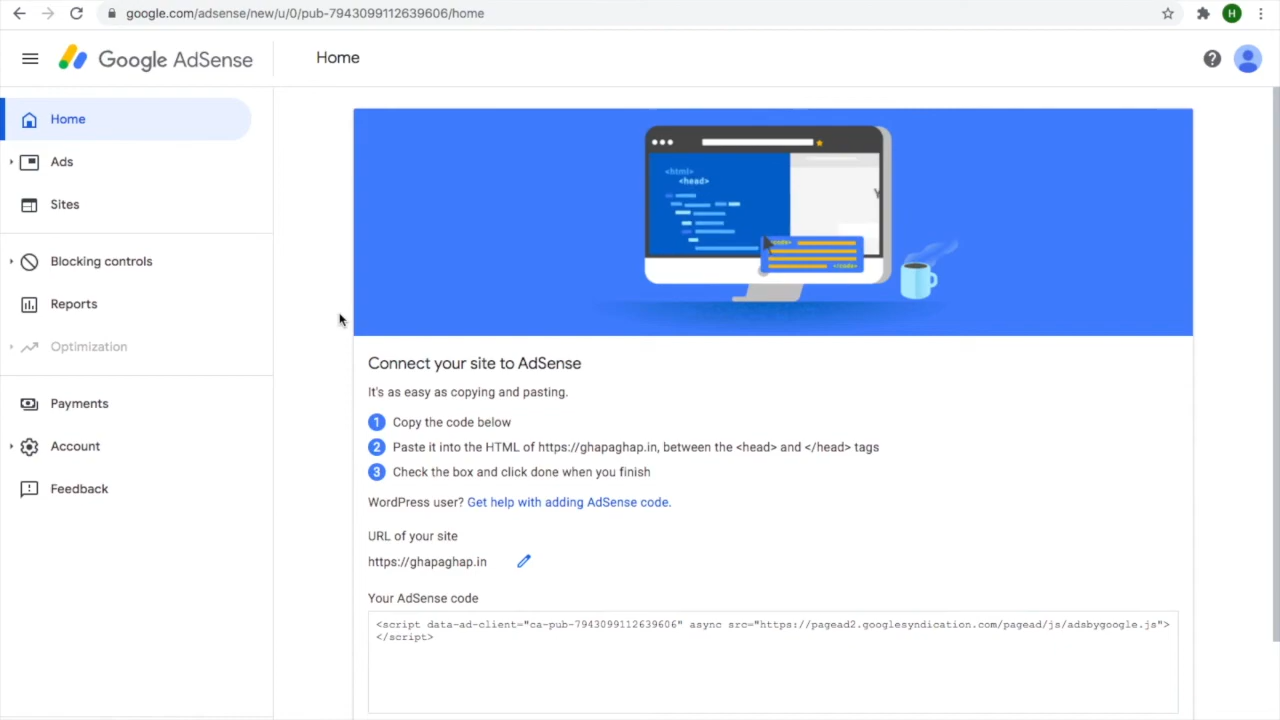 google.com/adsense/new/u/0/pub-7943099112639606/home
H
Google AdSense
Home
Home
Ads
Sites
Blocking controls
Reports
Optimization
Payments
Account
Feedback
<html>
<head>
<code>
</code>
Connect your site to AdSense
It's as easy as copying and pasting.
1 Copy the code below
2 Paste it into the HTML of https://ghapaghap.in, between the <head> and </head> tags
3 Check the box and click done when you finish
WordPress user? Get help with adding AdSense code.
URL of your site
https://ghapaghap.in
Your AdSense code
<script data-ad-client="ca-pub-7943099112639606" async src="https://pagead2.googlesyndication.com/pagead/js/adsbygoogle.js">
</script>